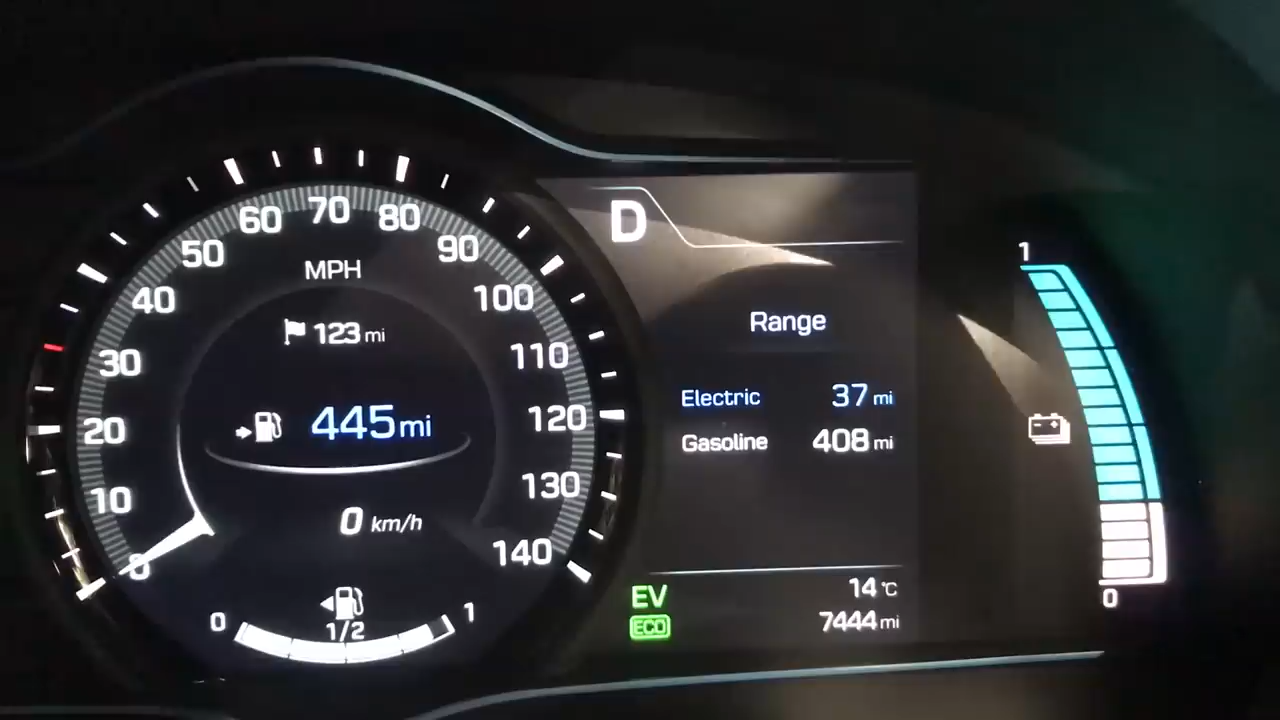 0
10
20
30
40
50
60
70
80
90
100
110
120
130
140
MPH
123 mi
445 mi
0 km/h
0 1/2 1
D
Range
Electric 37 mi
Gasoline 408 mi
EV 14 °C
ECO 7444 mi
1
0